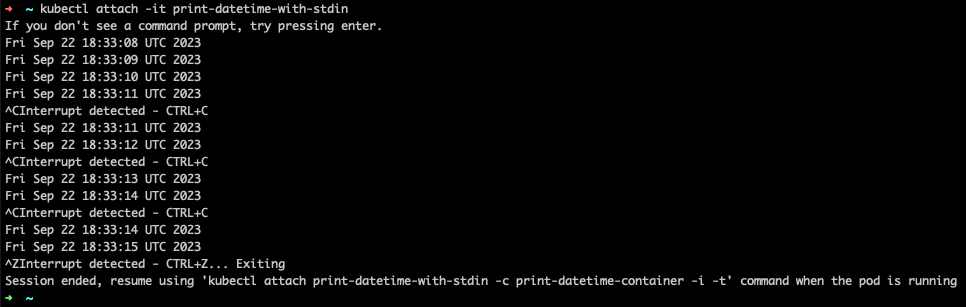 ➜ ~ kubectl attach -it print-datetime-with-stdin
If you don't see a command prompt, try pressing enter.
Fri Sep 22 18:33:08 UTC 2023
Fri Sep 22 18:33:09 UTC 2023
Fri Sep 22 18:33:10 UTC 2023
Fri Sep 22 18:33:11 UTC 2023
^CInterrupt detected - CTRL+C
Fri Sep 22 18:33:11 UTC 2023
Fri Sep 22 18:33:12 UTC 2023
^CInterrupt detected - CTRL+C
Fri Sep 22 18:33:13 UTC 2023
Fri Sep 22 18:33:14 UTC 2023
^CInterrupt detected - CTRL+C
Fri Sep 22 18:33:14 UTC 2023
Fri Sep 22 18:33:15 UTC 2023
^ZInterrupt detected - CTRL+Z... Exiting
Session ended, resume using 'kubectl attach print-datetime-with-stdin -c print-datetime-container -i -t' command when the pod is running
➜ ~